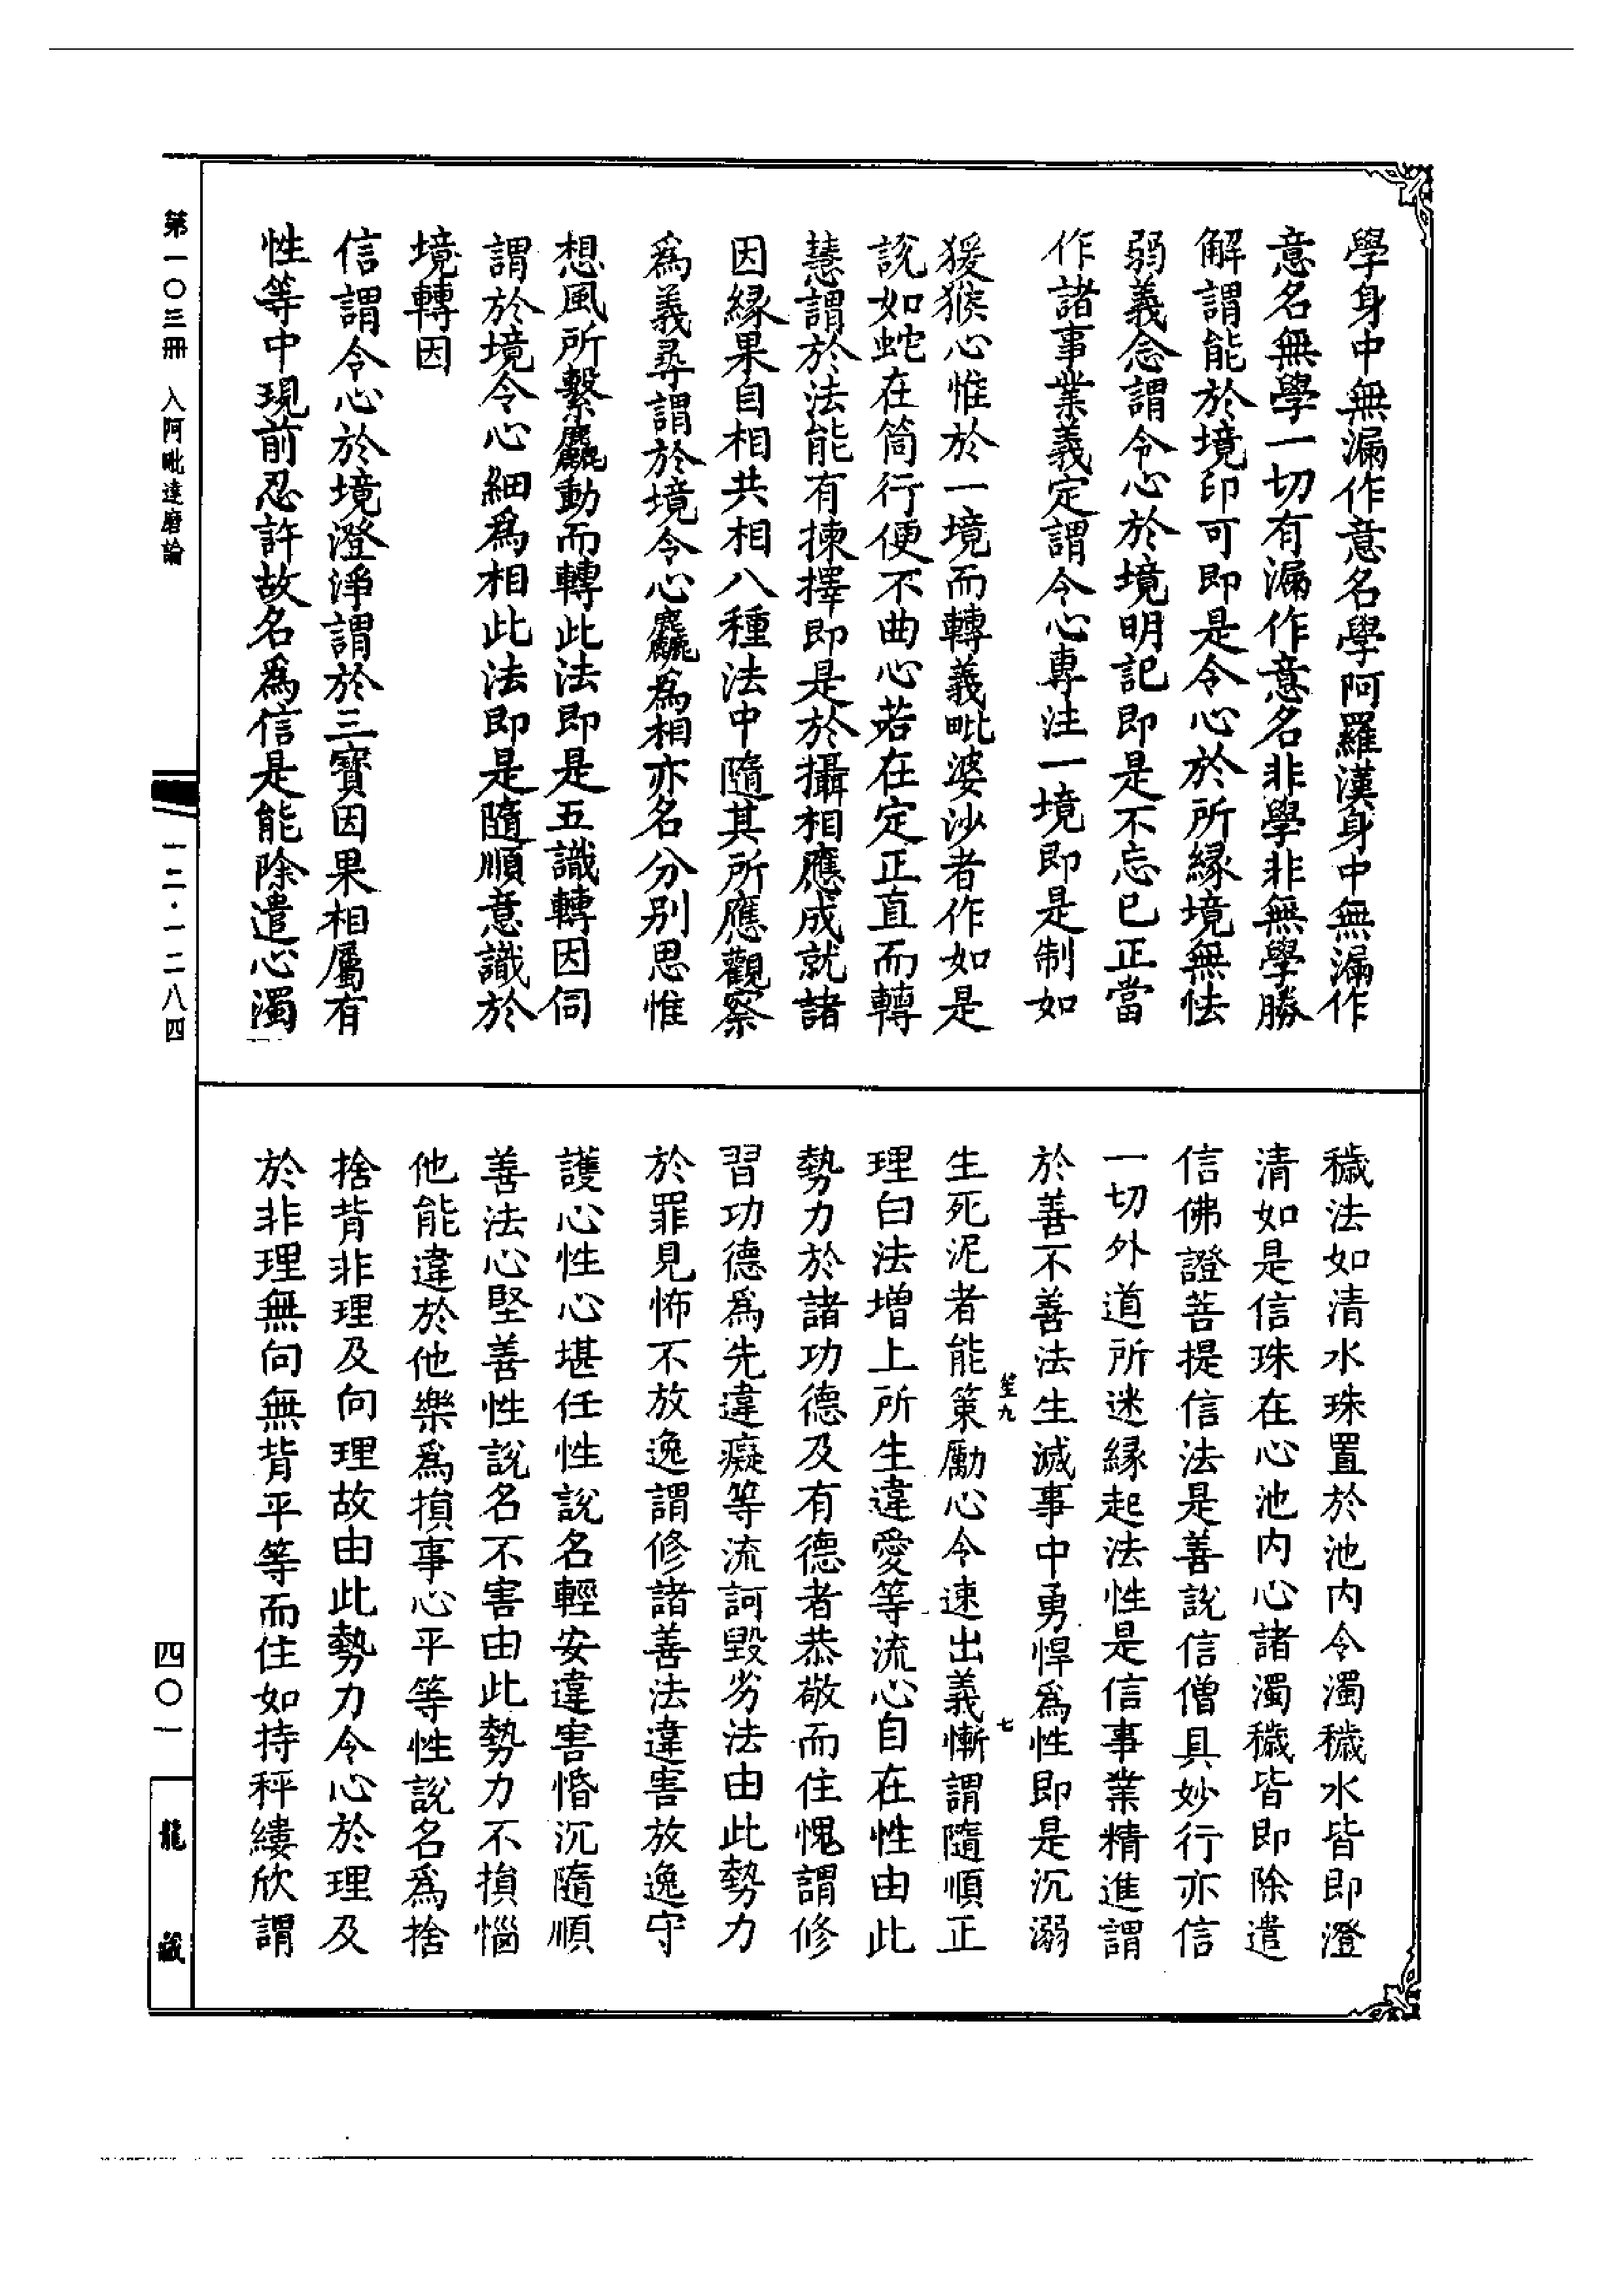 學身中無漏作意名學阿羅漢身中無漏作
意名無學一切有漏作意名非學非無學勝
解謂能於境印可即是令心於所緣境無怯
弱義念謂令心於境明記即是不忘已正當
作諸事業義定謂令心專注一境即是制如
猨猴心惟於一境而轉義毗婆沙者作如是
說如蛇在筒行便不曲心若在定正直而轉
慧謂於法能有揀擇即是於攝相應成就諸
因緣果自相共相八種法中隨其所應觀察
為義尋謂於境令心麤為相亦名分別思惟
想風所繫麤動而轉此法即是五識轉因伺
謂於境令心細為相此法即是隨順意識於
境轉因
信謂令心於境澄淨謂於三寶因果相屬有
性等中現前忍許故名為信是能除遣心濁
穢法如清水珠置於池內令濁穢水皆即澄
清如是信珠在心池內心諸濁穢皆即除遣
信佛證菩提信法是善說信僧具妙行亦信
一切外道所迷緣起法性是信事業精進謂
於善不善法生滅事中勇悍為性即是沉溺
生死泥者能策勵心令速出義慚謂隨順正
笙九
七
理白法增上所生違愛等流心自在性由此
勢力於諸功德及有德者恭敬而住愧謂修
習功德為先違癡等流訶毀劣法由此勢力
於罪見怖不放逸謂修諸善法違害放逸守
護心性心堪任性說名輕安違害惛沉隨順
善法心堅善性說名不害由此勢力不損惱
他能違於他樂為損事心平等性說名為捨
捨背非理及向理故由此勢力令心於理及
於非理無向無背平等而住如持秤縷欣謂
第一〇三冊 入阿毗達磨論
一二·一二八四
四〇一
龍藏